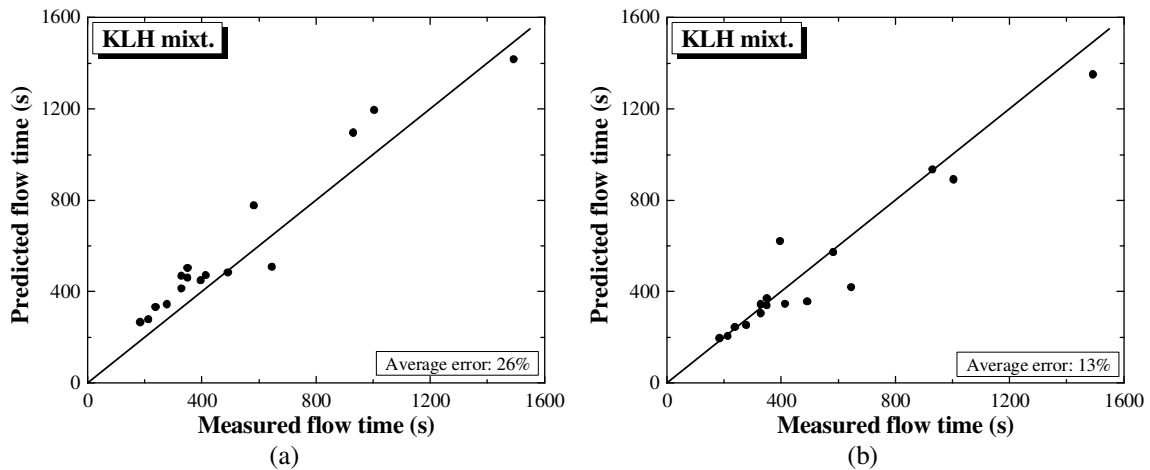 KLH mixt.
Predicted flow time (s)
1600
1200
800
400
0
Average error: 26%
0 400 800 1200 1600
Measured flow time (s)
(a)
KLH mixt.
Predicted flow time (s)
1600
1200
800
400
0
Average error: 13%
0 400 800 1200 1600
Measured flow time (s)
(b)